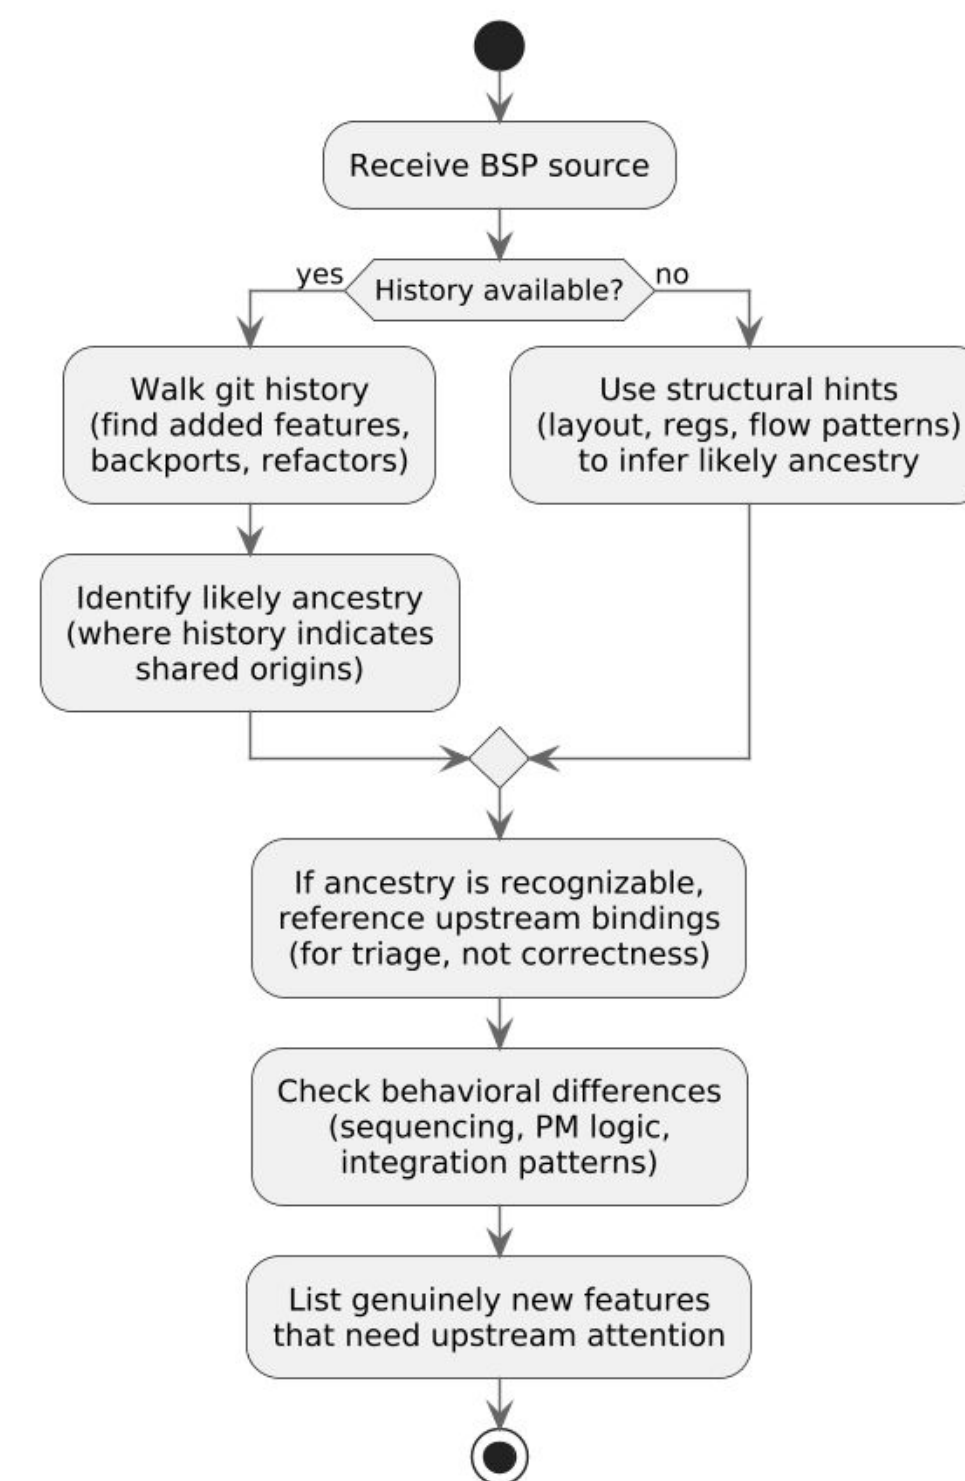 Receive BSP source
yes
History available?
no
Walk git history
(find added features,
backports, refactors)
Use structural hints
(layout, regs, flow patterns)
to infer likely ancestry
Identify likely ancestry
(where history indicates
shared origins)
If ancestry is recognizable,
reference upstream bindings
(for triage, not correctness)
Check behavioral differences
(sequencing, PM logic,
integration patterns)
List genuinely new features
that need upstream attention